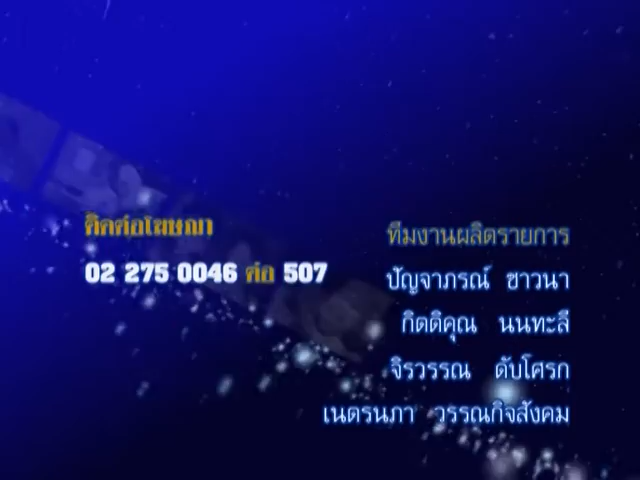 ติดต่อโฆษณา
02 275 0046 ต่อ 507
ทีมงานผลิตรายการ
ปัญจาภรณ์ ชาวนา
กิตติคุณ นนทะลี
จิรวรรณ ดับโศรก
เนตรนภา วรรณกิจสังคม